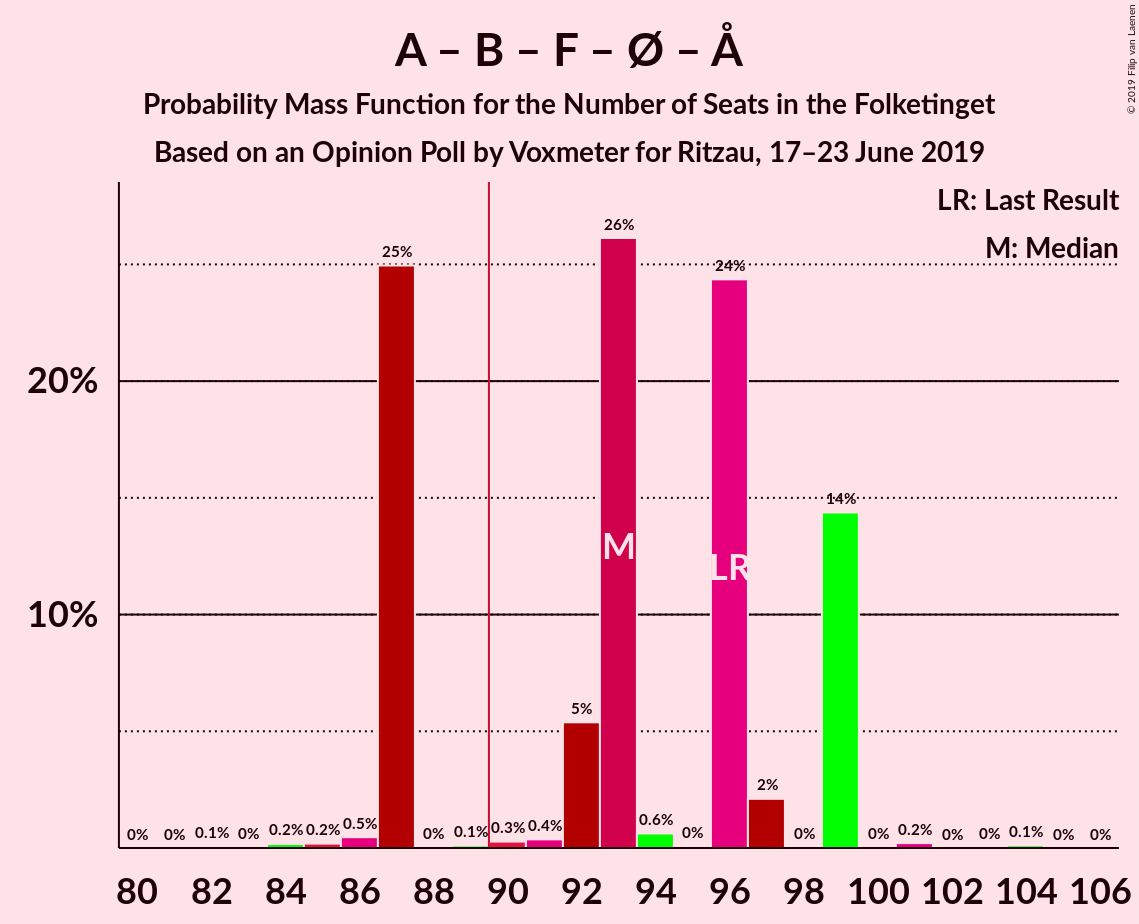 A – B – F – Ø – Å
Probability Mass Function for the Number of Seats in the Folketinget
Based on an Opinion Poll by Voxmeter for Ritzau, 17–23 June 2019
© 2019 Filip van Laenen
LR: Last Result
M: Median
20%
10%
0% 0% 0.1% 0% 0.2% 0.2% 0.5% 25% 0% 0.1% 0.3% 0.4% 5% 26% 0.6% 0% 24% 2% 0% 14% 0% 0.2% 0% 0% 0.1% 0% 0%
M
LR
80 82 84 86 88 90 92 94 96 98 100 102 104 106